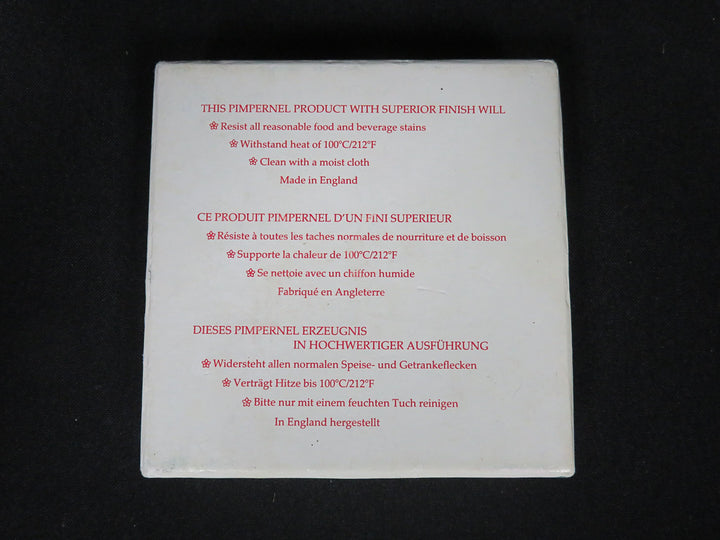 THIS PIMPERNEL PRODUCT WITH SUPERIOR FINISH WILL
Resist all reasonable food and beverage stains
Withstand heat of 100°C/212°F
Clean with a moist cloth
Made in England
CE PRODUIT PIMPERNEL D'UN FINI SUPERIEUR
Résiste à toutes les taches normales de nourriture et de boisson
Supporte la chaleur de 100°C/212°F
Se nettoie avec un chiffon humide
Fabriqué en Angleterre
DIESES PIMPERNEL ERZEUGNIS
IN HOCHWERTIGER AUSFÜHRUNG
Widersteht allen normalen Speise- und Getrankeflecken
Verträgt Hitze bis 100°C/212°F
Bitte nur mit einem feuchten Tuch reinigen
In England hergestellt